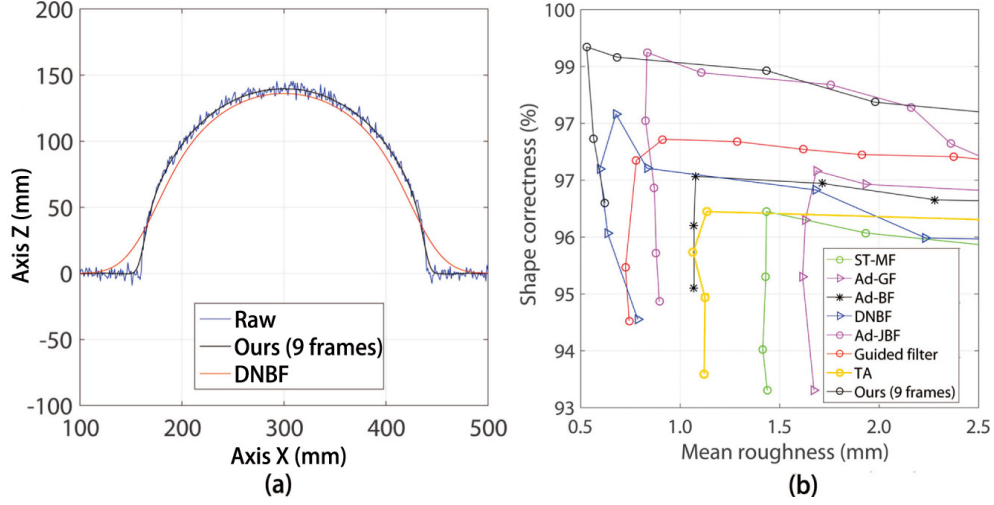 200
150
100
50
0
-50
-100
Axis Z (mm)
Raw
Ours (9 frames)
DNBF
100
200
300
400
500
Axis X (mm)
(a)
100
99
97
97
96
95
94
93
Shape correctness (%)
ST-MF
Ad-GF
Ad-BF
DNBF
Ad-JBF
Guided filter
TA
Ours (9 frames)
0.5
1.0
1.5
2.0
2.5
Mean roughness (mm)
(b)